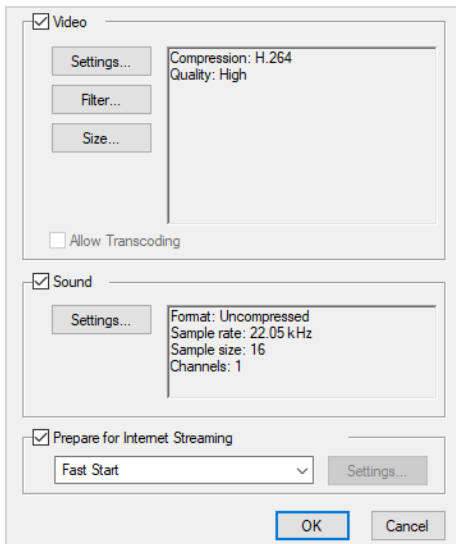 Video
Settings...
Compression: H.264
Quality: High
Filter...
Size...
Allow Transcoding
Sound
Settings...
Format: Uncompressed
Sample rate: 22.05 kHz
Sample size: 16
Channels: 1
Prepare for Internet Streaming
Fast Start
Settings...
OK
Cancel